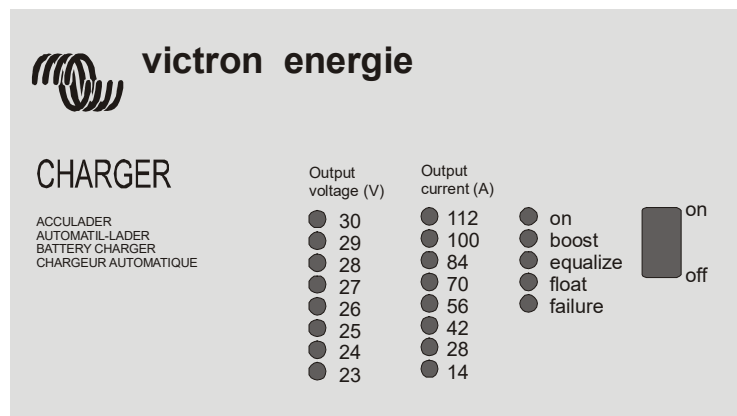 victron energie
CHARGER
ACCULADER
AUTOMATIL-LADER
BATTERY CHARGER
CHARGEUR AUTOMATIQUE
Output
voltage (V)
30
29
28
27
26
25
24
23
Output
current (A)
112
100
84
70
56
42
28
14
on
boost
equalize
float
failure
on
off